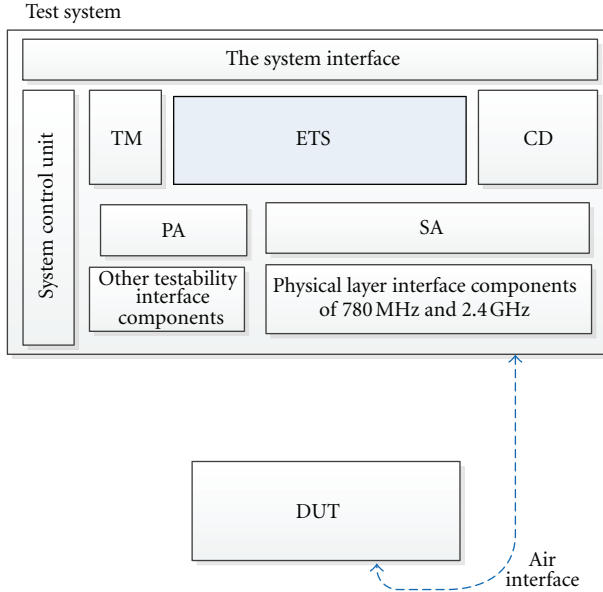 Test system
The system interface
System control unit
TM
ETS
CD
PA
SA
Other testability
interface
components
Physical layer interface components
of 780 MHz and 2.4 GHz
DUT
Air
interface